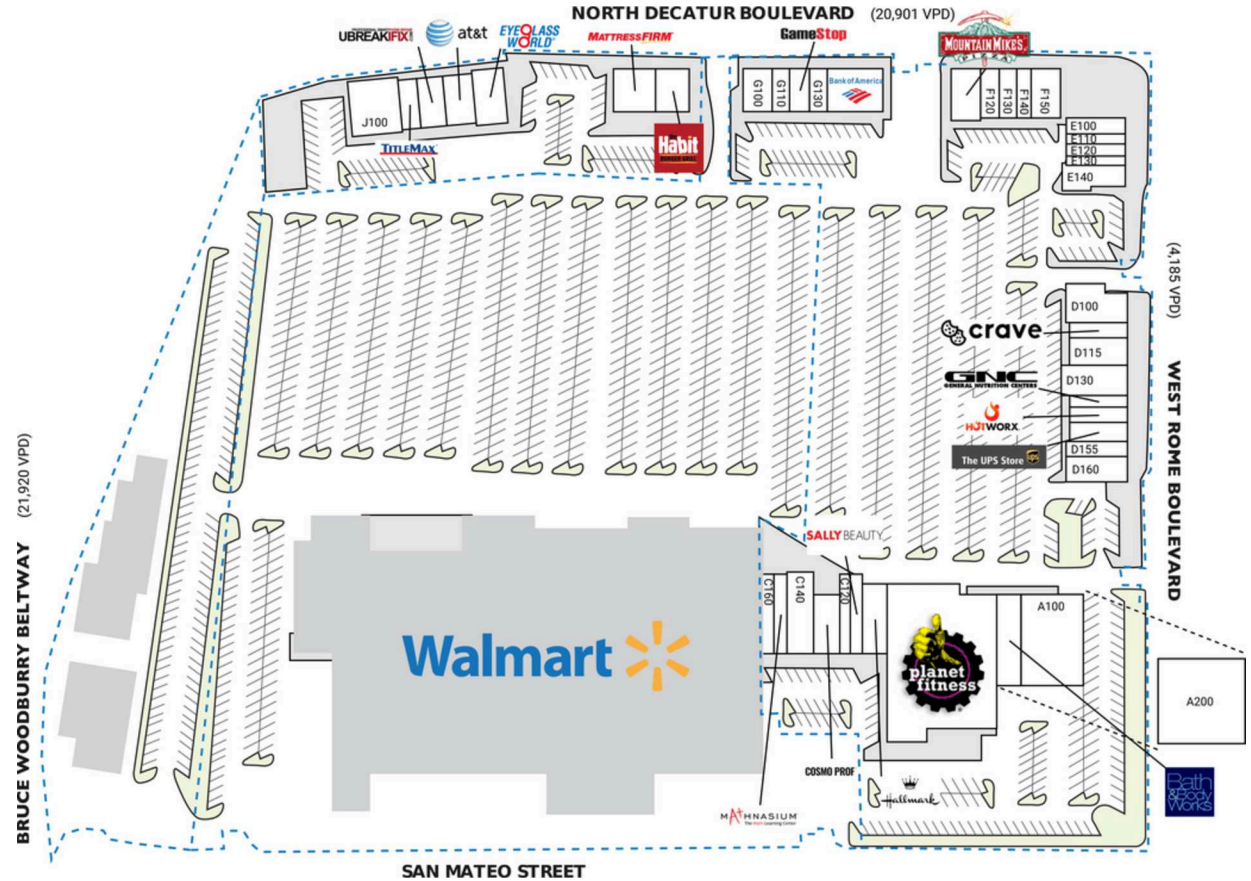 NORTH DECATUR BOULEVARD (20,901 VPD)
UBREAKIFIX
at&t
EYEGLASS
WORLD
MATTRESSFIRM
GameStop
MOUNTAIN MIKE'S
PIZZA
J100
TITLEMAX
The Habit
BURGER GRILL
G100
G110
G130
Bank of America
F120
F130
F140
F150
E100
E110
E120
E130
E140
(4,185 VPD)
WEST ROME BOULEVARD
D100
crave
D115
GNC
GENERAL NUTRITION CENTERS
D130
HOTWORX
The UPS Store
ups
D155
D160
BRUCE WOODBURRY BELTWAY (21,920 VPD)
Walmart
SALLY BEAUTY
C160
C140
C120
A100
planet
fitness
A200
COSMO PROF
Hallmark
MATHNASIUM
The Math Learning Center
Bath
& Body
Works
SAN MATEO STREET